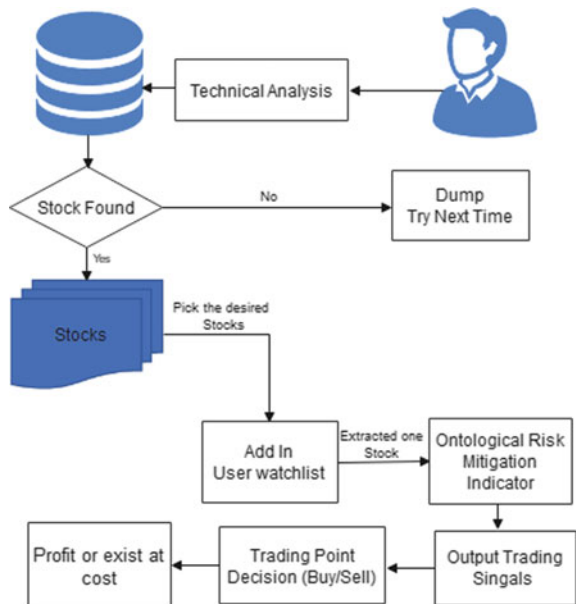 Technical Analysis
Stock Found
No
Dump
Try Next Time
Yes
Stocks
Pick the desired
Stocks
Add In
User watchlist
Extracted one
Stock
Ontological Risk
Mitigation
Indicator
Output Trading
Singals
Trading Point
Decision (Buy/Sell)
Profit or exist at
cost